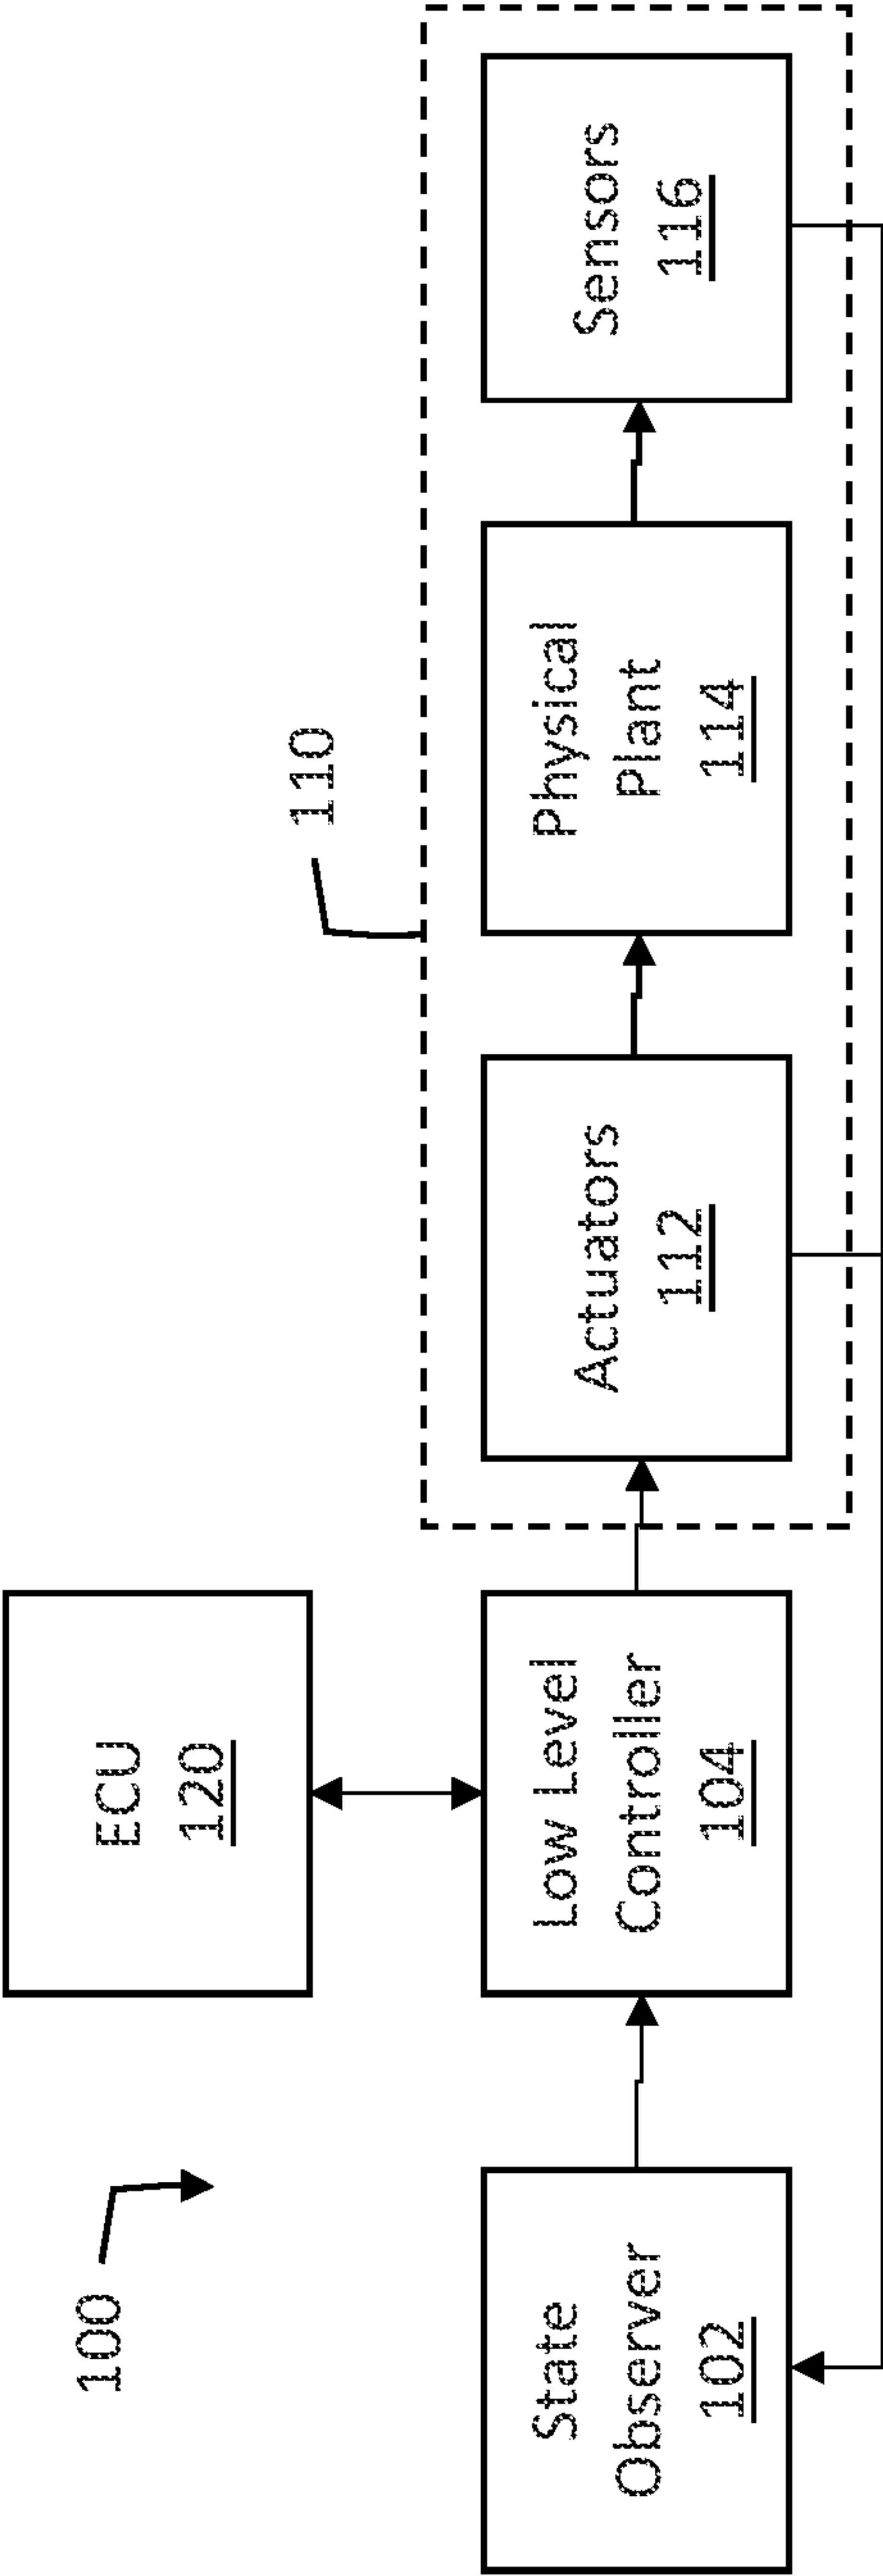 100
ECU
120
110
State
Observer
102
Low Level
Controller
104
Actuators
112
Physical
Plant
114
Sensors
116